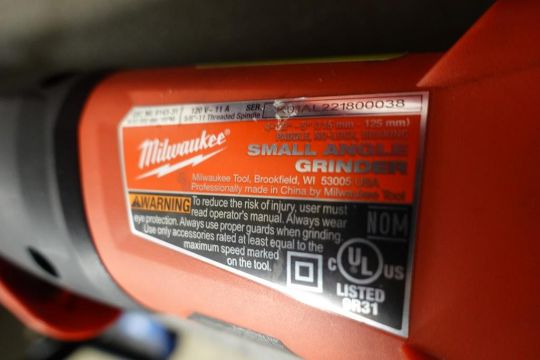 120 V~ 11 A
5/8"-11 Threaded Spindle
SER.
221800038
Milwaukee
SMALL ANGLE
GRINDER
Milwaukee Tool, Brookfield, WI 53005 USA
Professionally made in China by Milwaukee Tool
WARNING To reduce the risk of injury, user must
read operator's manual. Always wear
eye protection. Always use proper guards when grinding
Use only accessories rated at least equal to the
maximum speed marked
on the tool.
NOM
C UL US
LISTED